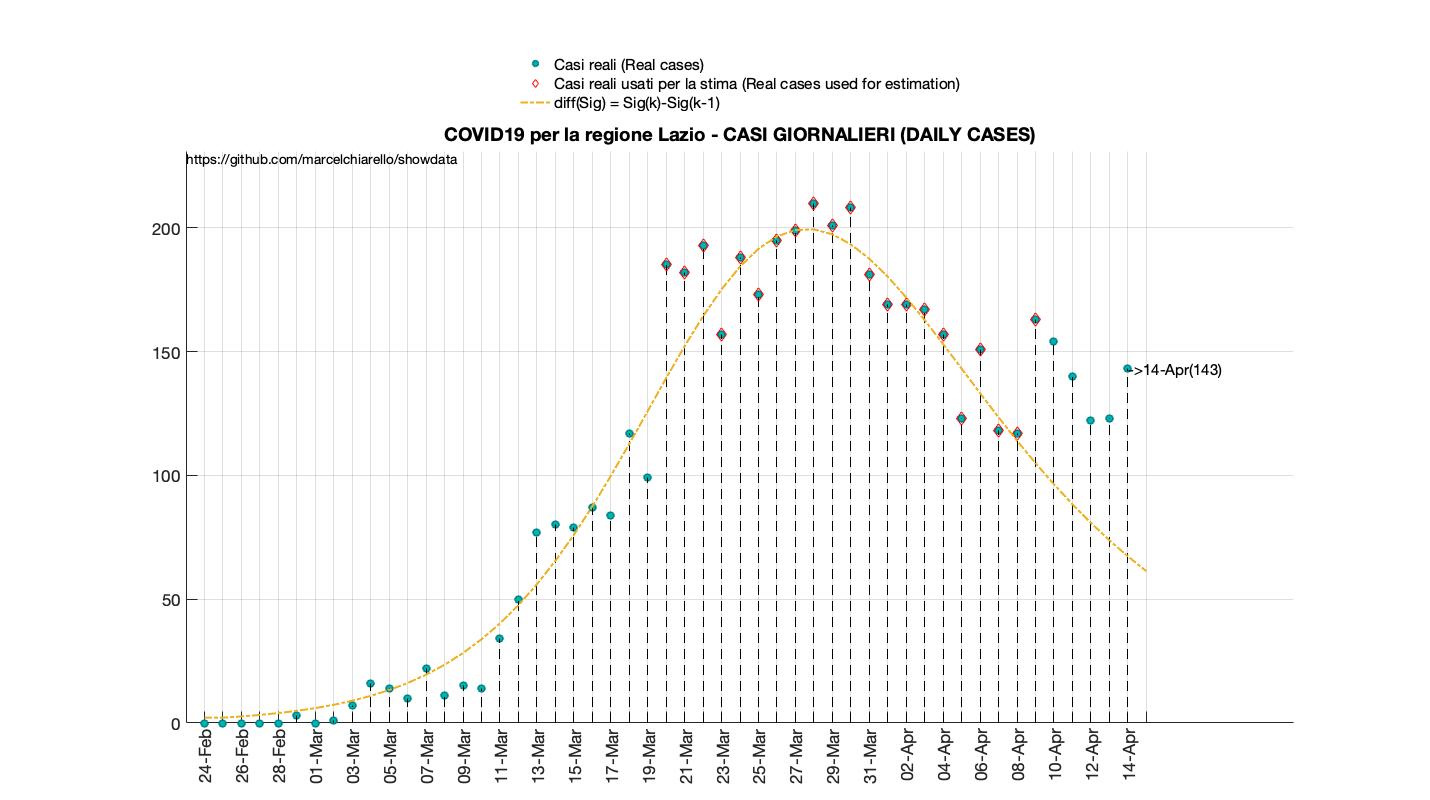 Casi reali (Real cases)
Casi reali usati per la stima (Real cases used for estimation)
diff(Sig) = Sig(k)-Sig(k-1)
COVID19 per la regione Lazio - CASI GIORNALIERI (DAILY CASES)
https://github.com/marcelchiarello/showdata
200
150
100
50
0
->14-Apr(143)
24-Feb
26-Feb
28-Feb
01-Mar
03-Mar
05-Mar
07-Mar
09-Mar
11-Mar
13-Mar
15-Mar
17-Mar
19-Mar
21-Mar
23-Mar
25-Mar
27-Mar
29-Mar
31-Mar
02-Apr
04-Apr
06-Apr
08-Apr
10-Apr
12-Apr
14-Apr